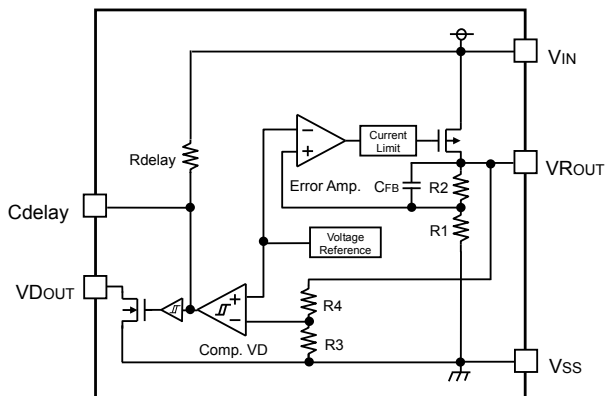 VIN
Current
Limit
Rdelay
VROUT
Error Amp.
CFB
R2
Cdelay
R1
Voltage
Reference
VDOUT
R4
R3
Comp. VD
VSS
−
+
+
−